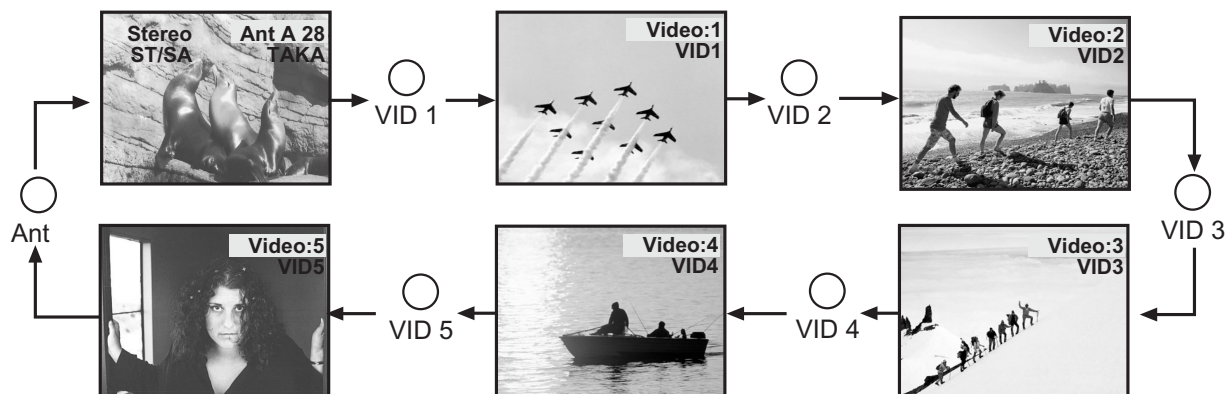 Stereo Ant A 28
ST/SA TAKA
VID 1
Video:1
VID1
VID 2
Video:2
VID2
VID 3
Video:3
VID3
VID 4
Video:4
VID4
VID 5
Video:5
VID5
Ant